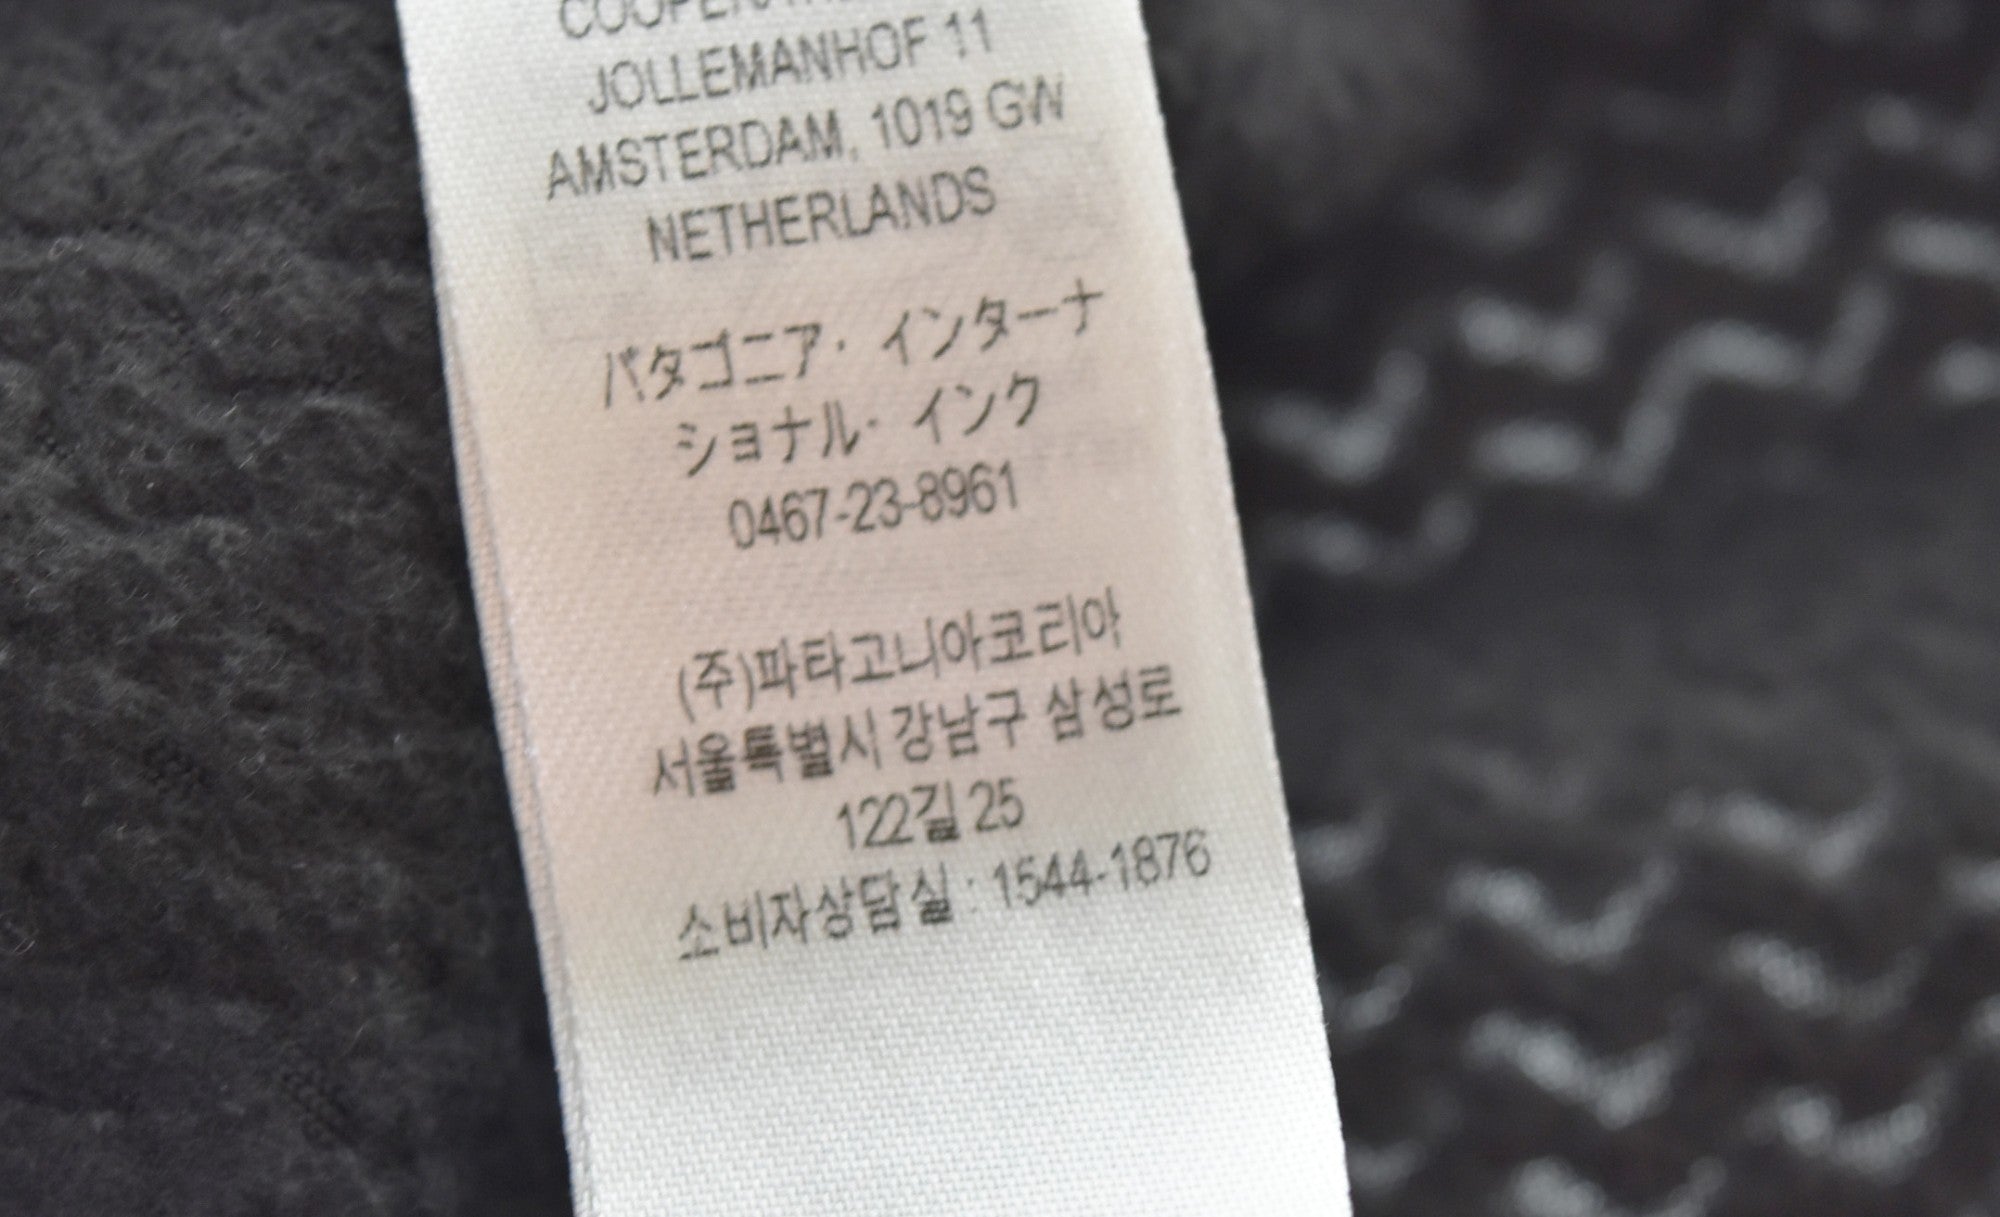 JOLLEMANHOF 11
AMSTERDAM, 1019 GW
NETHERLANDS
パタゴニア・インターナ
ショナル・インク
0467-23-8961
(주)파타고니아코리아
서울특별시 강남구 삼성로
122길 25
소비자상담실 : 1544-1876